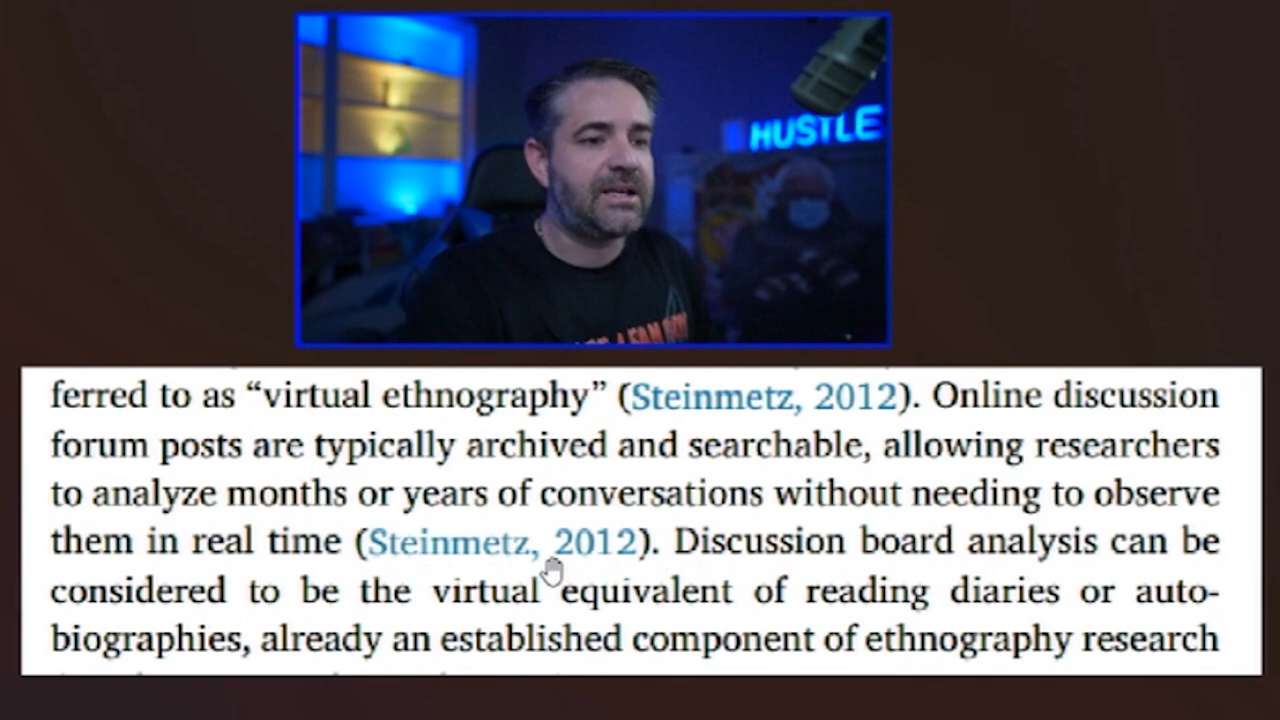 HUSTLE
ferred to as “virtual ethnography” (Steinmetz, 2012). Online discussion
forum posts are typically archived and searchable, allowing researchers
to analyze months or years of conversations without needing to observe
them in real time (Steinmetz, 2012). Discussion board analysis can be
considered to be the virtual equivalent of reading diaries or auto-
biographies, already an established component of ethnography research